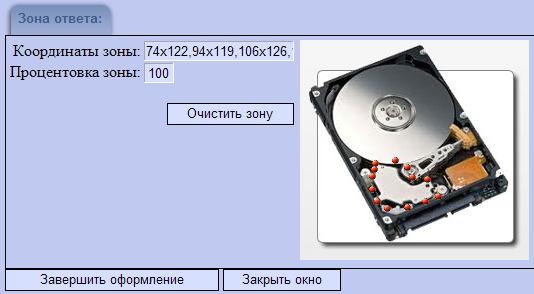 Зона ответа:
Координаты зоны: 74x122,94x119,106x126,
Процентовка зоны: 100
Очистить зону
Завершить оформление
Закрыть окно